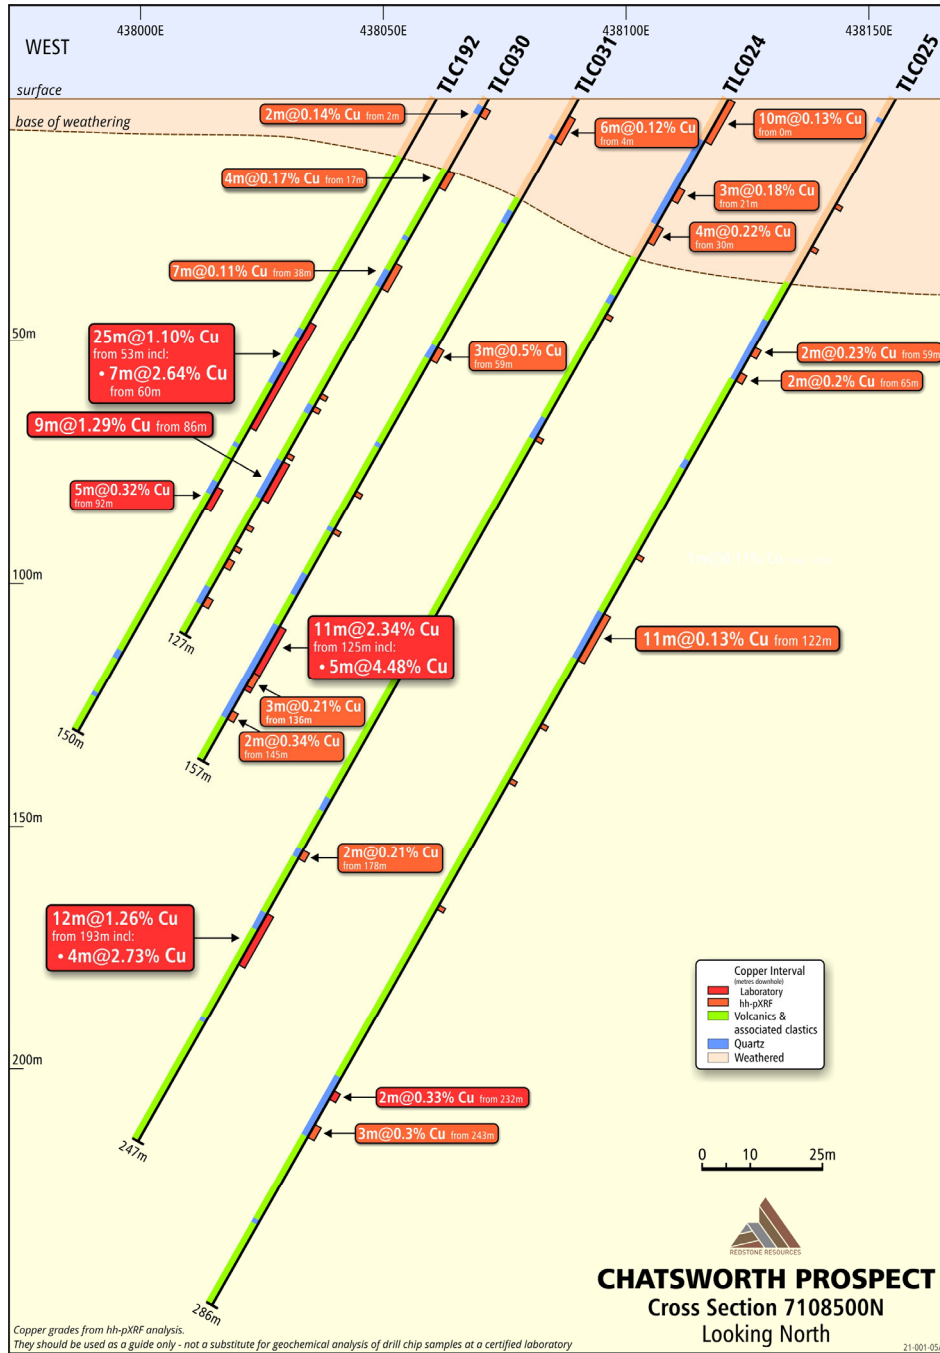 438000E
438050E
438100E
438150E
WEST
TLC192
TLC030
TLC031
TLC024
TLC025
surface
base of weathering
2m@0.14% Cu from 2m
6m@0.12% Cu
from 4m
10m@0.13% Cu
from 0m
4m@0.17% Cu from 17m
3m@0.18% Cu
from 21m
4m@0.22% Cu
from 30m
7m@0.11% Cu from 38m
50m
25m@1.10% Cu
from 53m incl:
• 7m@2.64% Cu
from 60m
3m@0.5% Cu
from 59m
2m@0.23% Cu from 59m
2m@0.2% Cu from 65m
9m@1.29% Cu from 86m
5m@0.32% Cu
from 92m
100m
11m@2.34% Cu
from 125m incl:
• 5m@4.48% Cu
11m@0.13% Cu from 122m
127m
3m@0.21% Cu
from 136m
2m@0.34% Cu
from 145m
150m
157m
150m
2m@0.21% Cu
from 178m
12m@1.26% Cu
from 193m incl:
• 4m@2.73% Cu
Copper Interval
(metres downhole)
Laboratory
hh-pXRF
Volcanics &
associated clastics
Quartz
Weathered
200m
2m@0.33% Cu from 232m
3m@0.3% Cu from 243m
247m
0 10 25m
REDSTONE RESOURCES
286m
CHATSWORTH PROSPECT
Cross Section 7108500N
Looking North
Copper grades from hh-pXRF analysis.
They should be used as a guide only - not a substitute for geochemical analysis of drill chip samples at a certified laboratory
21-001-05/